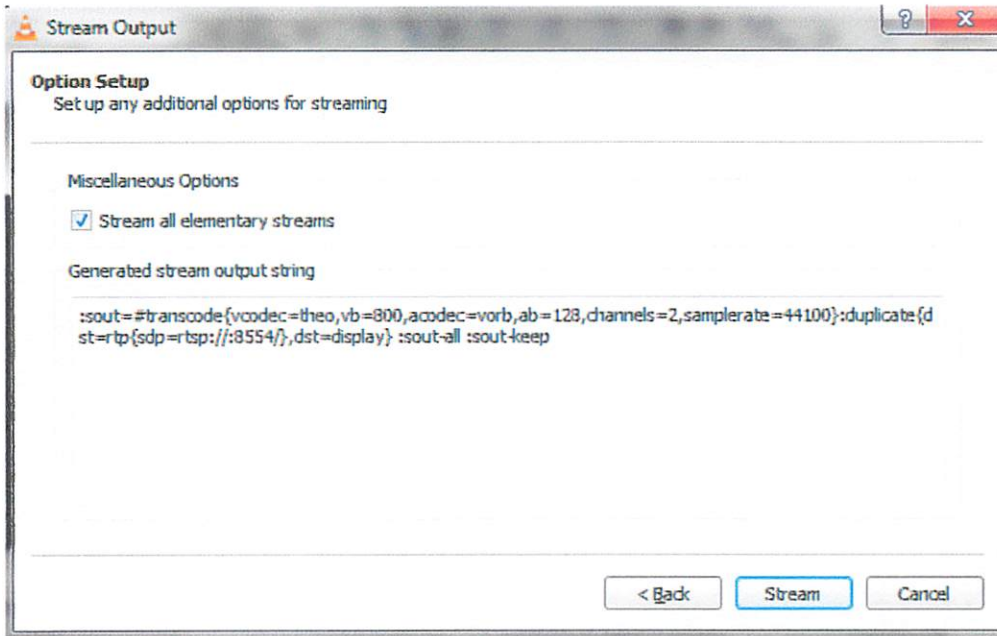 Stream Output
?
X
Option Setup
Set up any additional options for streaming
Miscellaneous Options
Stream all elementary streams
Generated stream output string
:sout=#transcode{vcodec=theo,vb=800,acodec=vorb,ab=128,channels=2,samplerate=44100}:duplicate{d
st=rtp{sdp=rtsp://:8554/},dst=display} :sout-all :sout-keep
< Back
Stream
Cancel